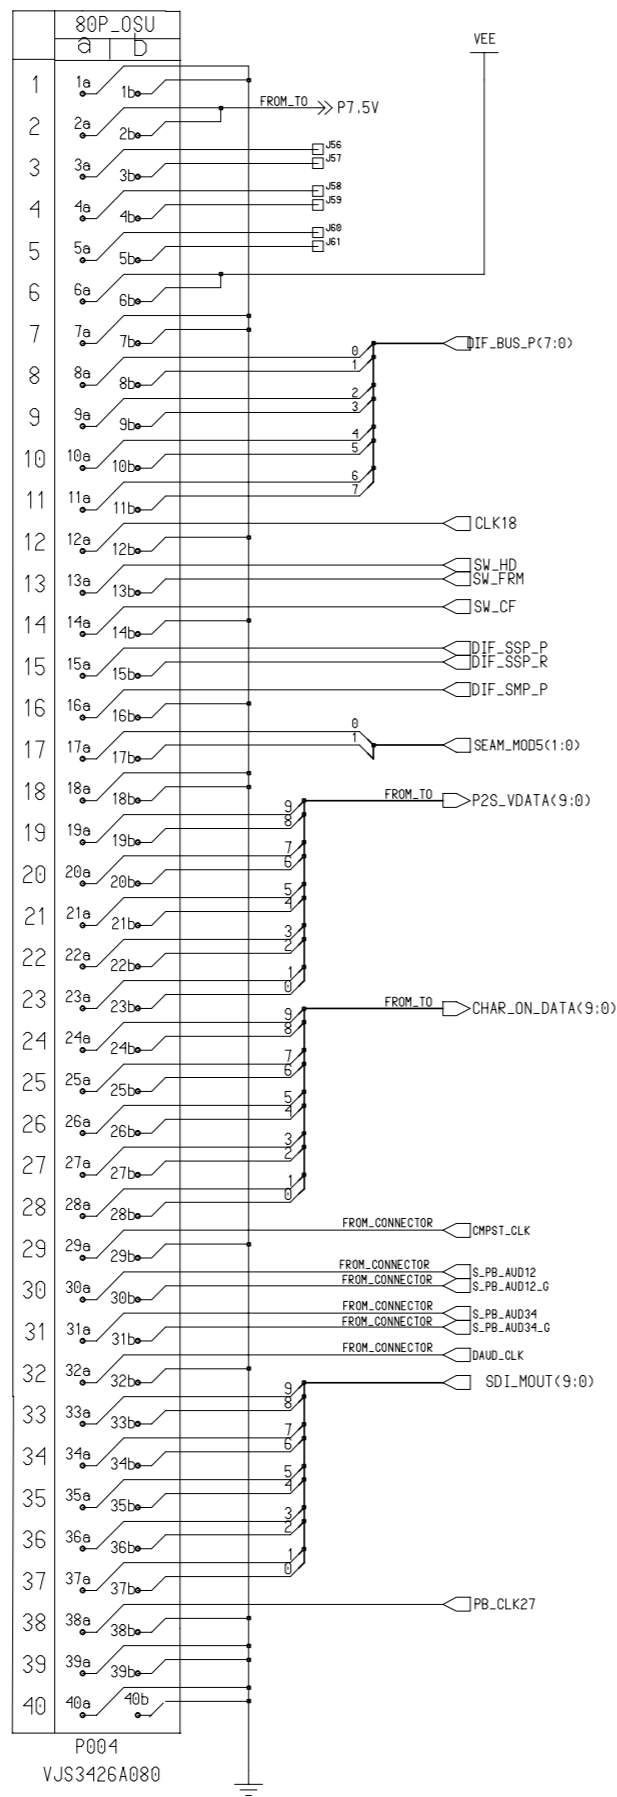 80P_OSU
a b
VEE
1 1a 1b
FROM_TO P7.5V
2 2a 2b
J56
J57
3 3a 3b
J58
J59
4 4a 4b
J60
J61
5 5a 5b
6 6a 6b
7 7a 7b
0 DIF_BUS_P(7:0)
1
8 8a 8b
2
3
9 9a 9b
4
5
10 10a 10b
6
7
11 11a 11b
CLK18
12 12a 12b
SW_HD
SW_FRM
13 13a 13b
SW_CF
14 14a 14b
DIF_SSP_P
DIF_SSP_R
15 15a 15b
DIF_SMP_P
16 16a 16b
0
1 SEAM_MOD5(1:0)
17 17a 17b
18 18a 18b
FROM_TO P2S_VDATA(9:0)
9
8
19 19a 19b
7
6
20 20a 20b
5
4
21 21a 21b
3
2
22 22a 22b
1
0
23 23a 23b
FROM_TO CHAR_ON_DATA(9:0)
9
8
24 24a 24b
7
6
25 25a 25b
5
4
26 26a 26b
3
2
27 27a 27b
1
0
28 28a 28b
FROM_CONNECTOR CMPST_CLK
29 29a 29b
FROM_CONNECTOR S_PB_AUD12
FROM_CONNECTOR S_PB_AUD12_G
30 30a 30b
FROM_CONNECTOR S_PB_AUD34
FROM_CONNECTOR S_PB_AUD34_G
31 31a 31b
FROM_CONNECTOR DAUD_CLK
32 32a 32b
SDI_MOUT(9:0)
9
8
33 33a 33b
7
6
34 34a 34b
5
4
35 35a 35b
3
2
36 36a 36b
1
0
37 37a 37b
PB_CLK27
38 38a 38b
39 39a 39b
40 40a 40b
P004
VJS3426A080